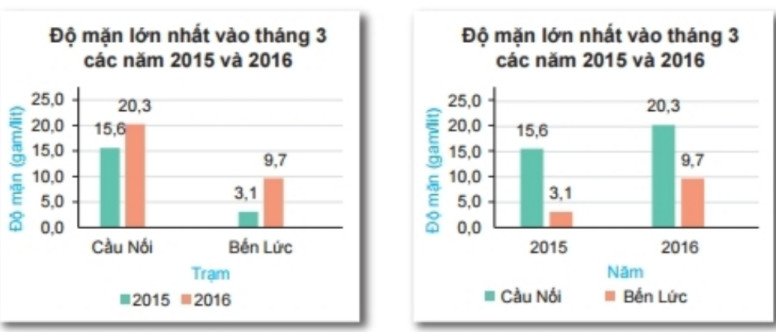 Độ mặn lớn nhất vào tháng 3
các năm 2015 và 2016
Độ mặn (gam/lít)
25,0
20,0
15,0
10,0
5,0
0,0
15,6
20,3
3,1
9,7
Cầu Nối
Bến Lức
Trạm
2015
2016
Độ mặn lớn nhất vào tháng 3
các năm 2015 và 2016
Độ mặn (gam/lít)
25,0
20,0
15,0
10,0
5,0
0,0
15,6
3,1
20,3
9,7
2015
2016
Năm
Cầu Nối
Bến Lức